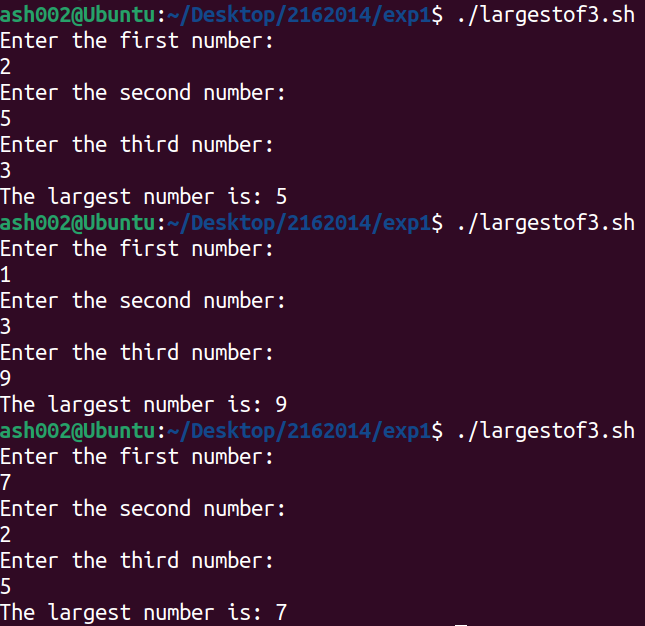 ash002@Ubuntu:~/Desktop/2162014/exp1$ ./largestof3.sh
Enter the first number:
2
Enter the second number:
5
Enter the third number:
3
The largest number is: 5
ash002@Ubuntu:~/Desktop/2162014/exp1$ ./largestof3.sh
Enter the first number:
1
Enter the second number:
3
Enter the third number:
9
The largest number is: 9
ash002@Ubuntu:~/Desktop/2162014/exp1$ ./largestof3.sh
Enter the first number:
7
Enter the second number:
2
Enter the third number:
5
The largest number is: 7